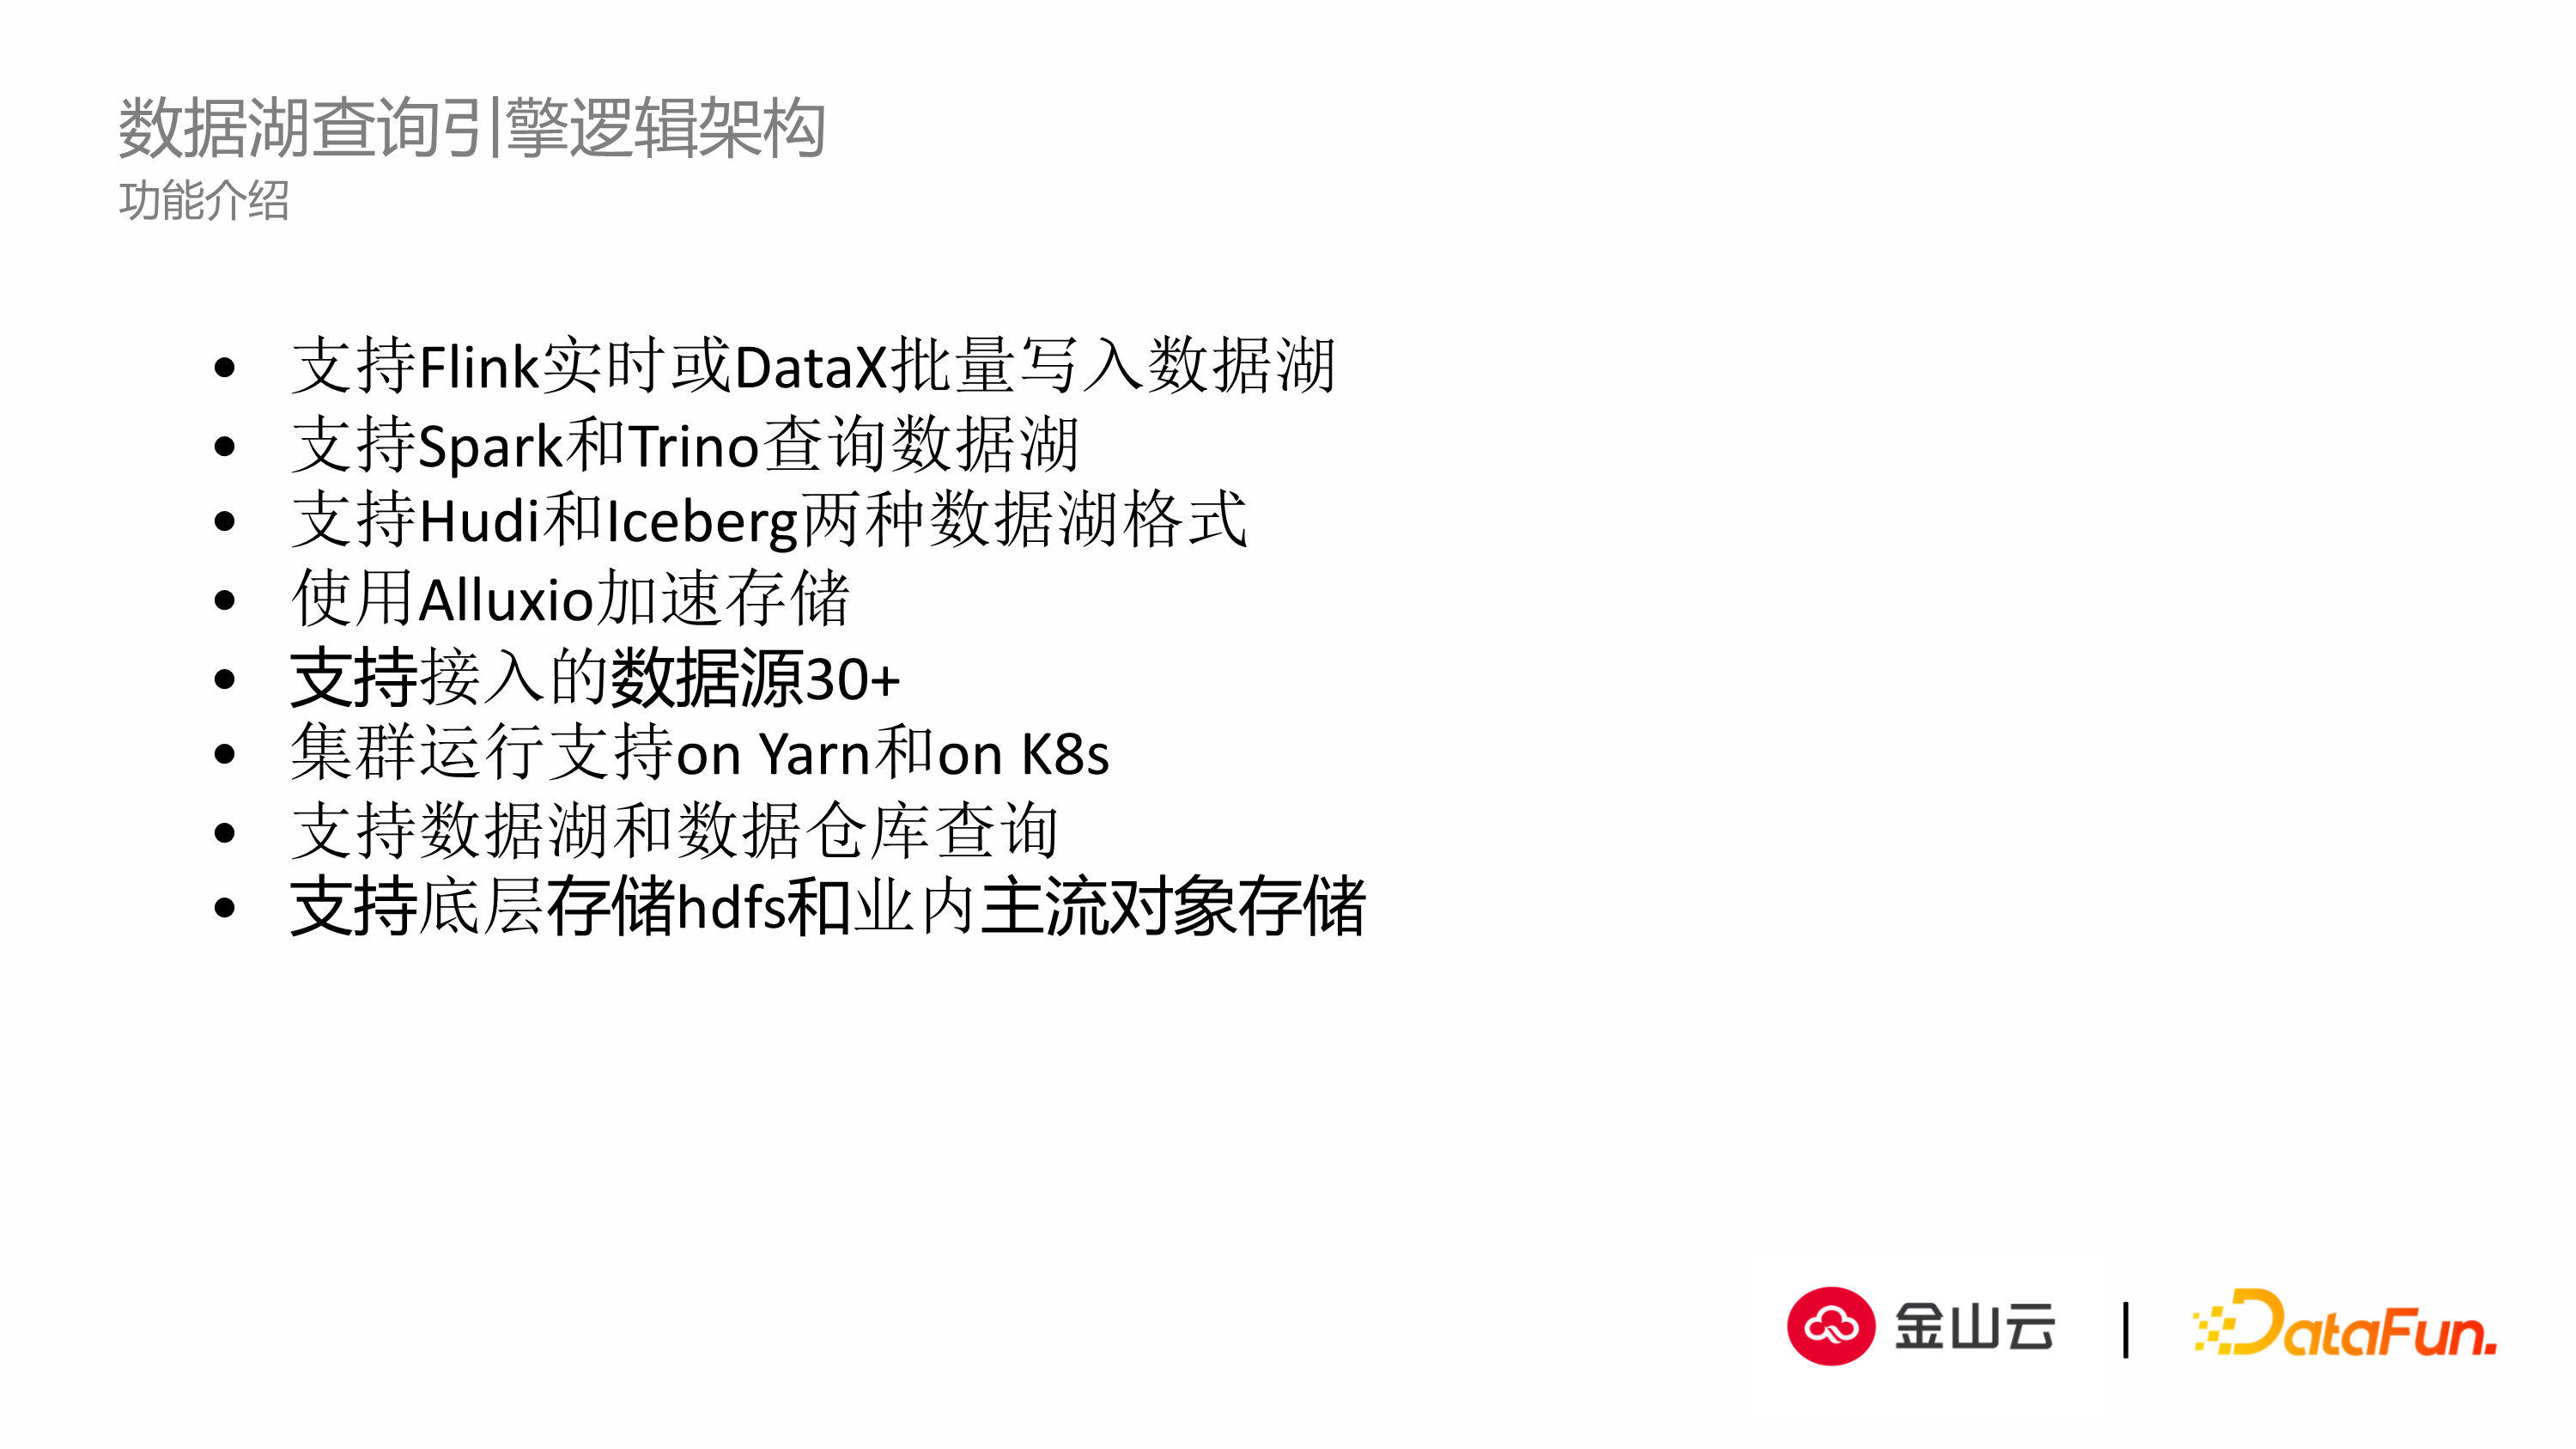 数据湖查询引擎逻辑架构
功能介绍
• 支持Flink实时或DataX批量写入数据湖
• 支持Spark和Trino查询数据湖
• 支持Hudi和Iceberg两种数据湖格式
• 使用Alluxio加速存储
• 支持接入的数据源30+
• 集群运行支持on Yarn和on K8s
• 支持数据湖和数据仓库查询
• 支持底层存储hdfs和业内主流对象存储
金山云 | DataFun.